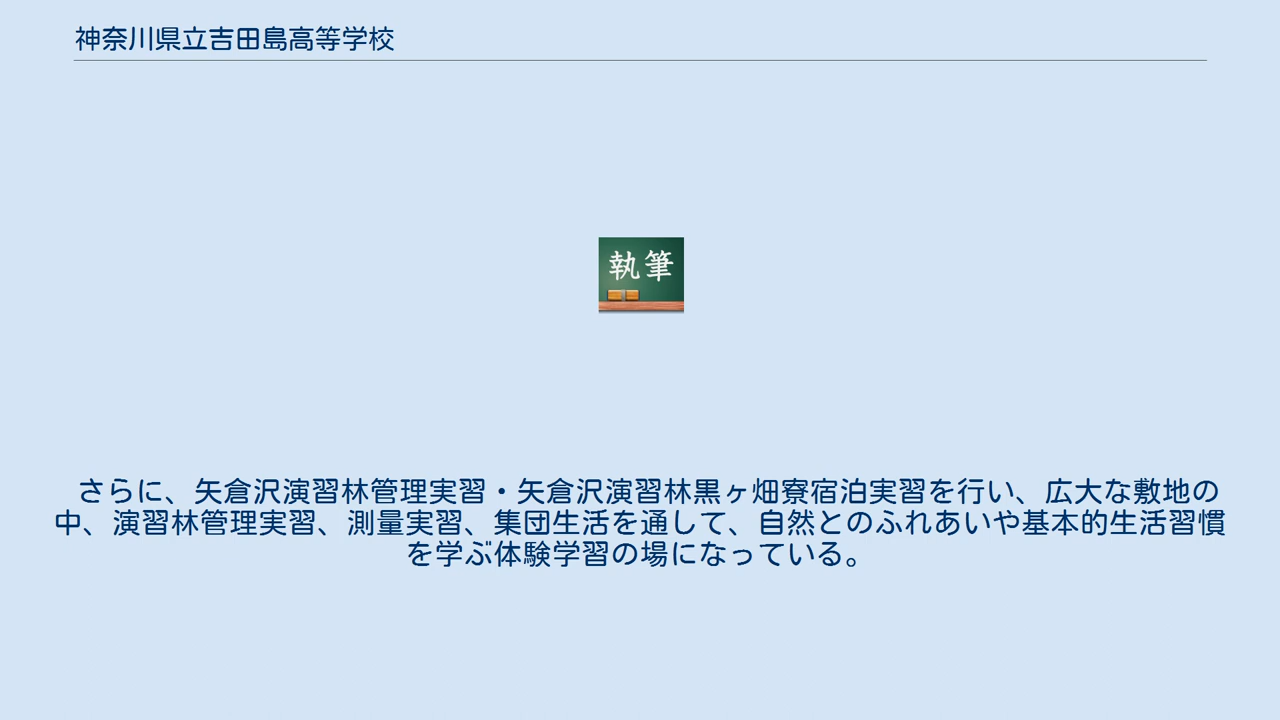 神奈川県立吉田島高等学校
執筆
さらに、矢倉沢演習林管理実習・矢倉沢演習林黒ヶ畑寮宿泊実習を行い、広大な敷地の
中、演習林管理実習、測量実習、集団生活を通して、自然とのふれあいや基本的生活習慣
を学ぶ体験学習の場になっている。